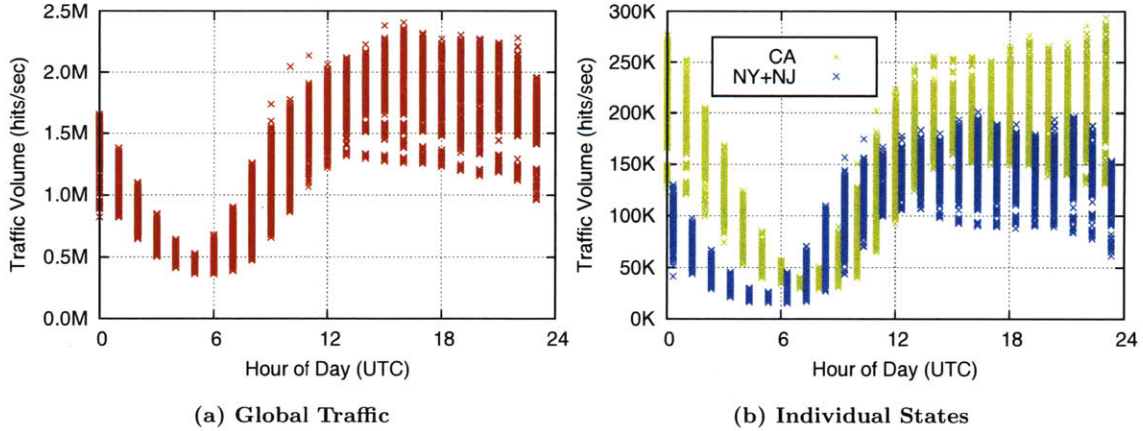 2.5M
2.0M
1.5M
1.0M
0.5M
0.0M
Traffic Volume (hits/sec)
0 6 12 18 24
Hour of Day (UTC)
(a) Global Traffic
300K
250K
200K
150K
100K
50K
0K
Traffic Volume (hits/sec)
CA
NY+NJ
0 6 12 18 24
Hour of Day (UTC)
(b) Individual States